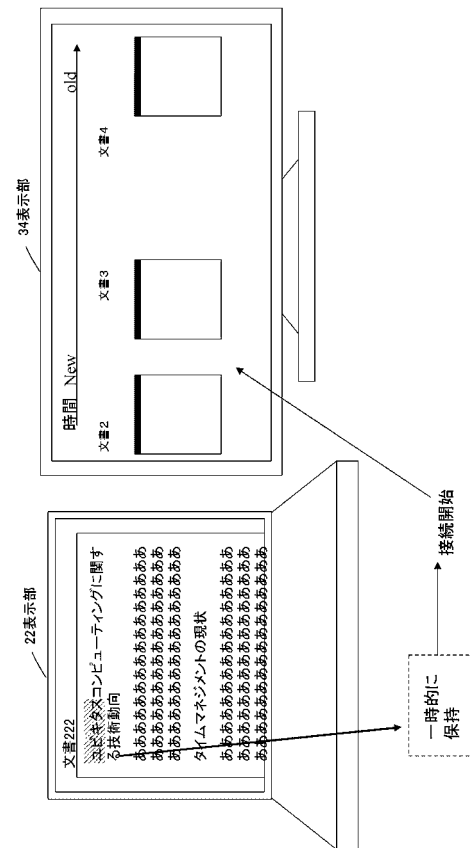 22表示部
文書222
ユビキタスコンピューティングに関す
る技術動向
あああああああああああああああああ
あああああああああああああああああ
あああああああああああああああああ
タイムマネジメントの現状
あああああああああああああああああ
あああああああああああああああああ
あああああああああああああああああ
34表示部
時間 New
old
文書2
文書3
文書4
一時的に
保持
接続開始